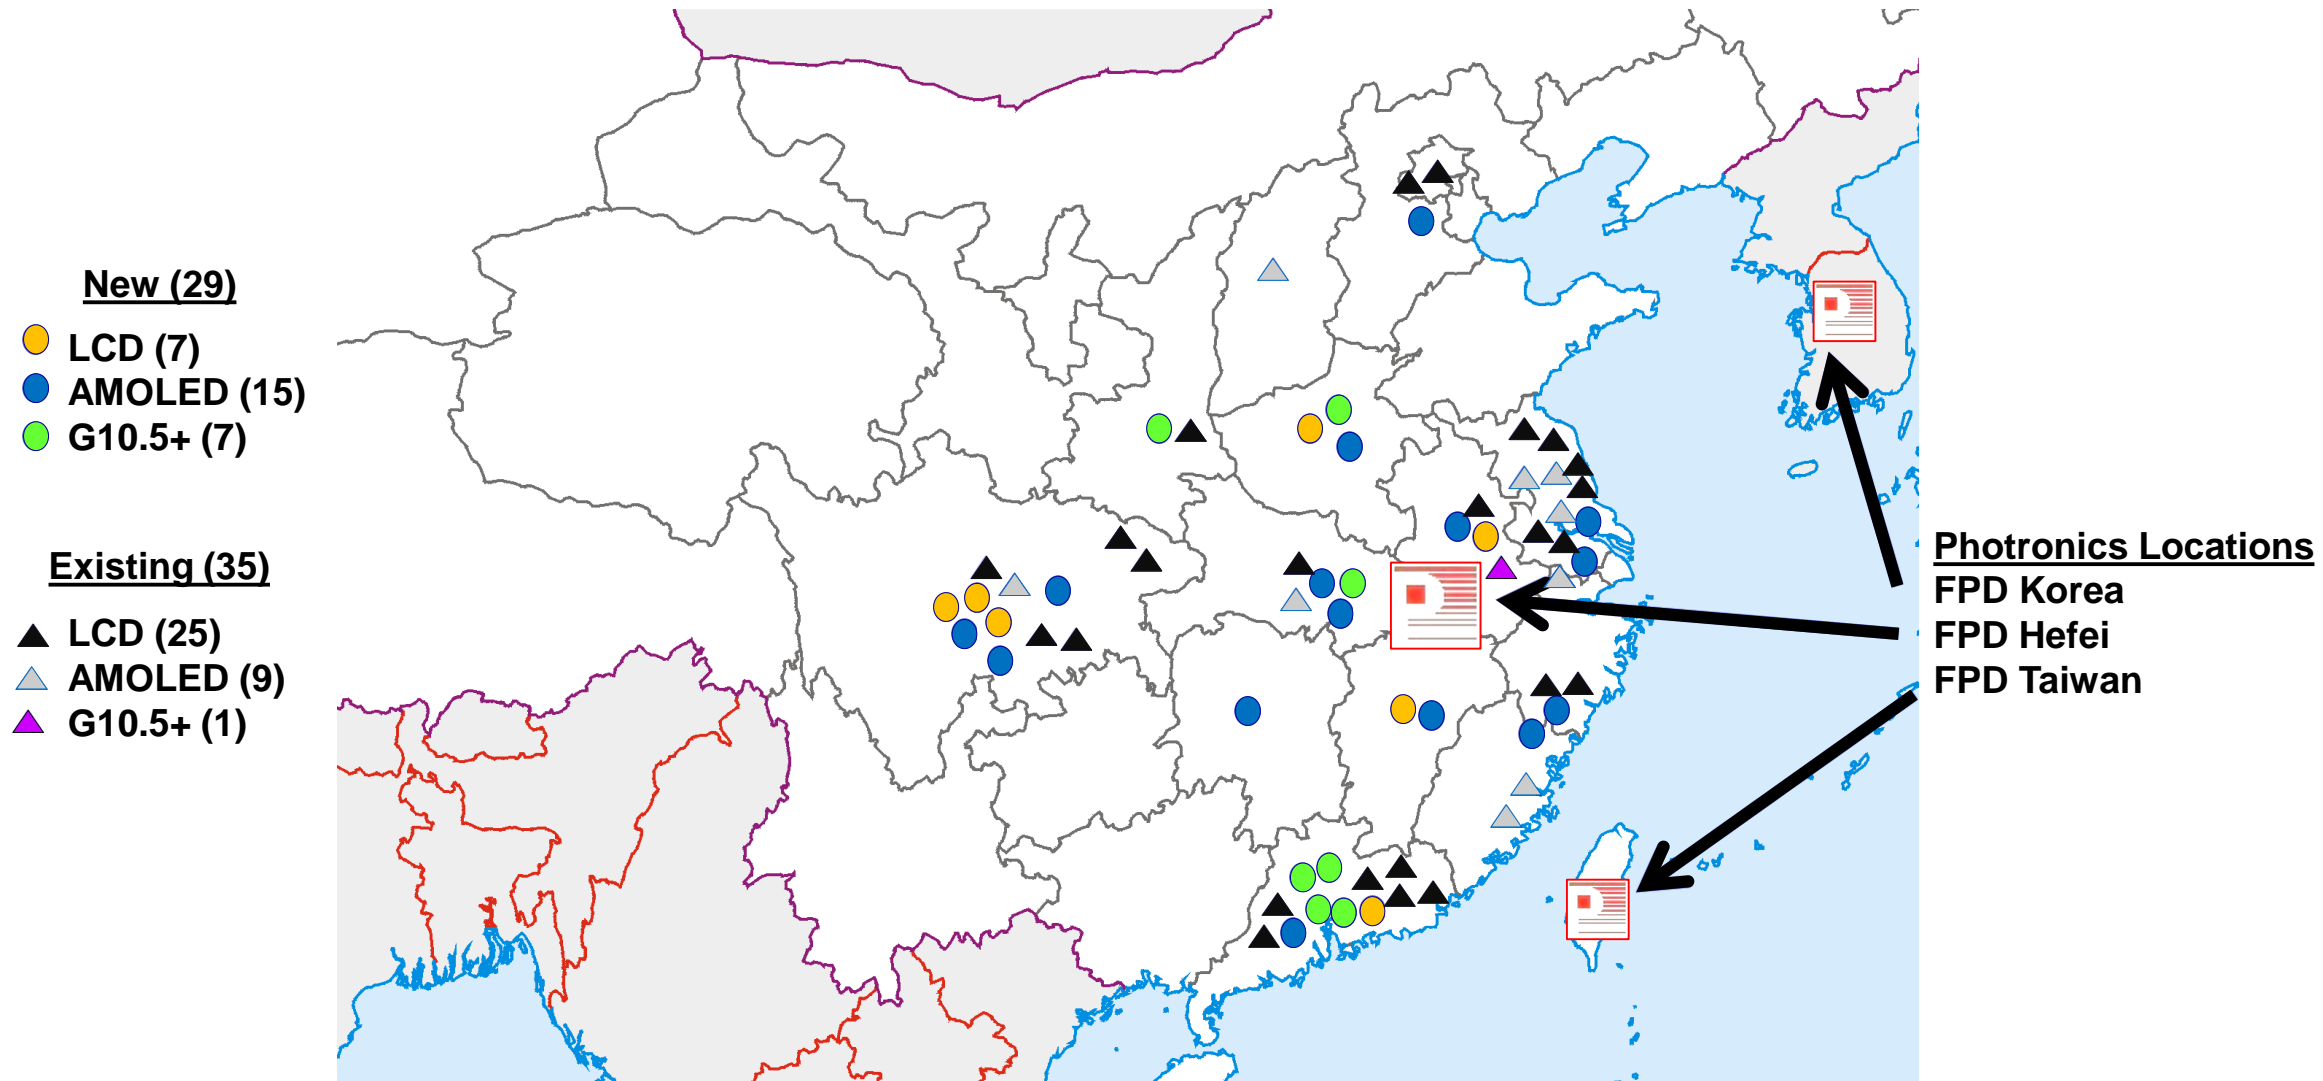 New (29)
LCD (7)
AMOLED (15)
G10.5+ (7)
Existing (35)
LCD (25)
AMOLED (9)
G10.5+ (1)
Photronics Locations
FPD Korea
FPD Hefei
FPD Taiwan